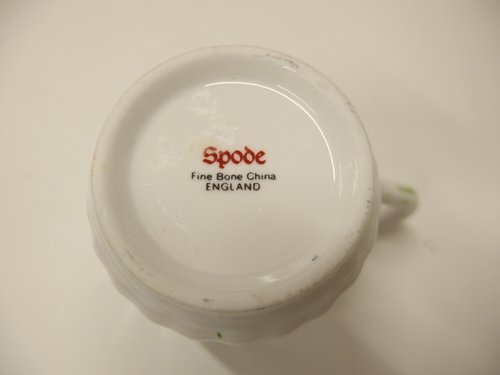 Spode
Fine Bone China
ENGLAND